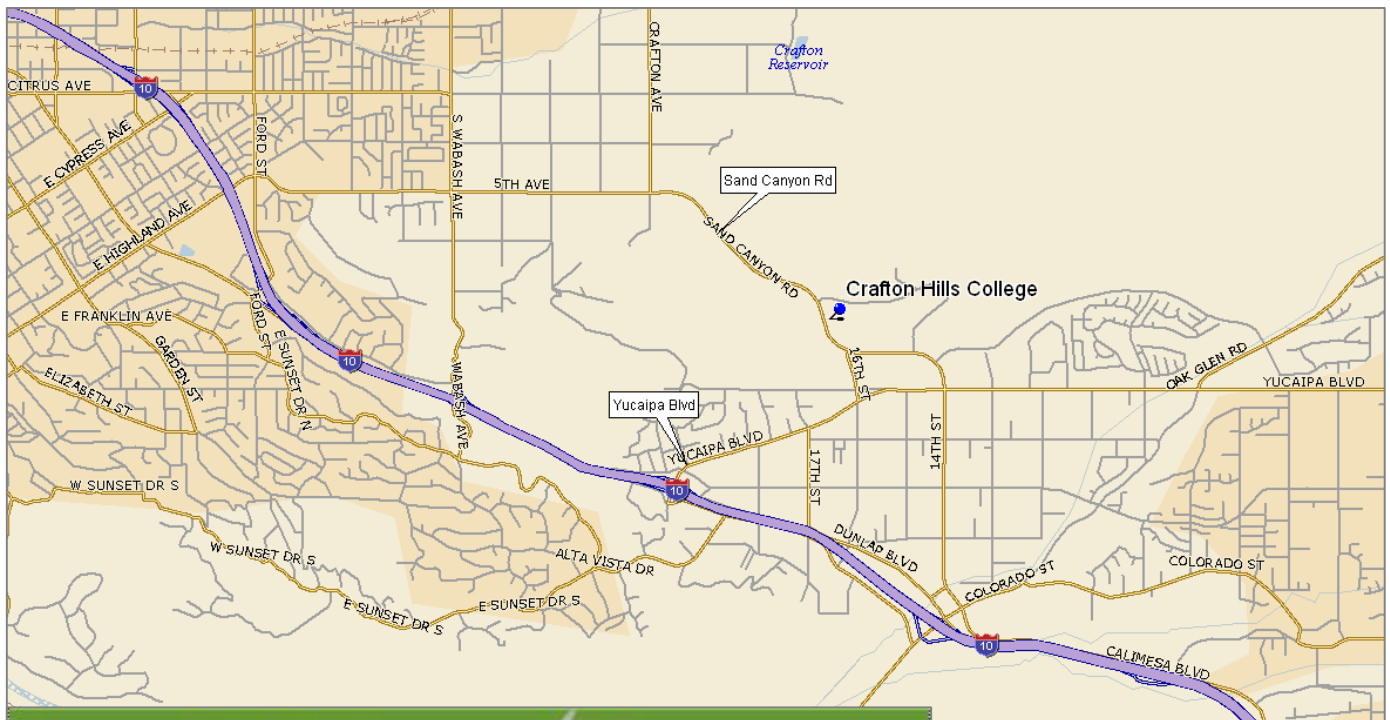 CRAFTON AVE
Crafton
Reservoir
CITRUS AVE
10
FORD ST
S WABASH AVE
E CYPRESS AVE
5TH AVE
Sand Canyon Rd
E HIGHLAND AVE
SAND CANYON RD
Crafton Hills College
FORD ST
E FRANKLIN AVE
E SUNSET DR N
GARDEN ST
10
16TH ST
OAK GLEN RD
YUCAIPA BLVD
ELIZABETH ST
WABASH AVE
Yucaipa Blvd
YUCAIPA BLVD
14TH ST
17TH ST
W SUNSET DR S
10
DUNLAP BLVD
W SUNSET DR S
ALTA VISTA DR
COLORADO ST
COLORADO ST
E SUNSET DR S
E SUNSET DR S
10
CALIMESA BLVD